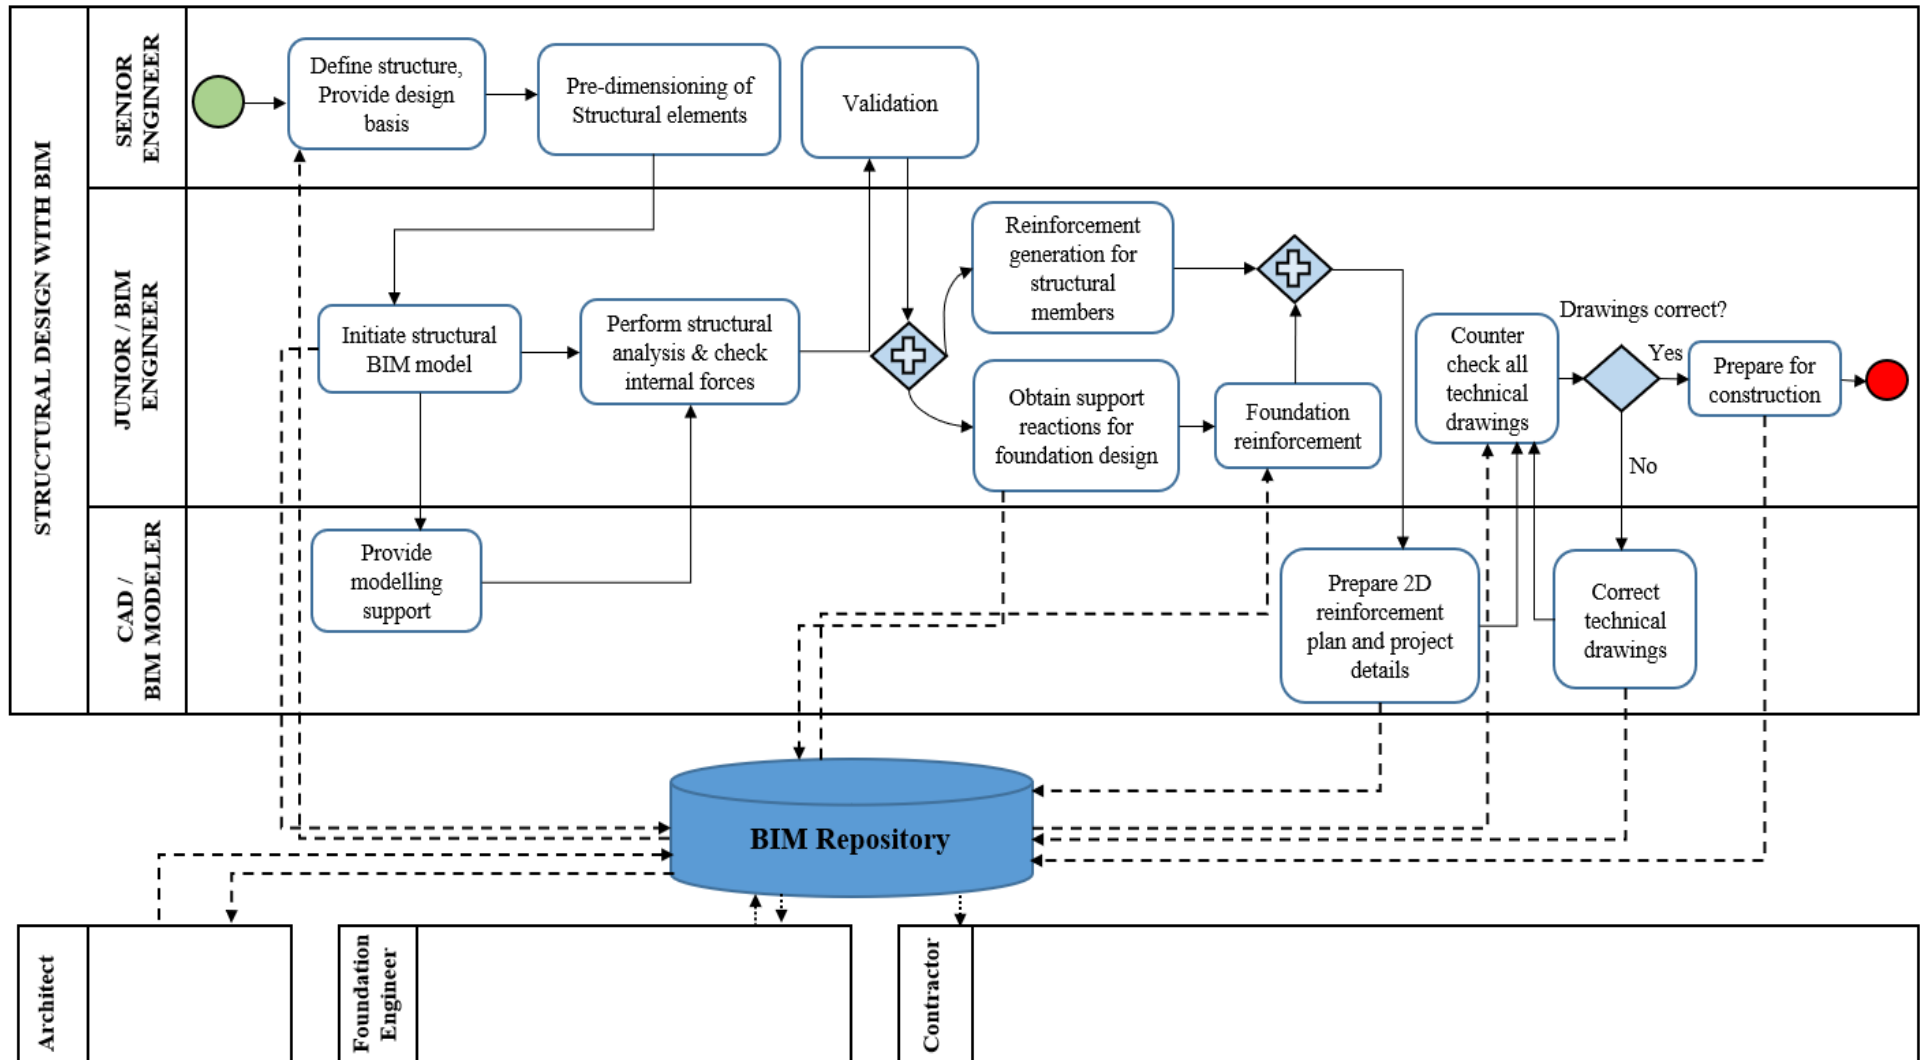 STRUCTURAL DESIGN WITH BIM
SENIOR
ENGINEER
Define structure,
Provide design
basis
Pre-dimensioning of
Structural elements
Validation
JUNIOR / BIM
ENGINEER
Initiate structural
BIM model
Perform structural
analysis & check
internal forces
Reinforcement
generation for
structural
members
Obtain support
reactions for
foundation design
Foundation
reinforcement
Counter
check all
technical
drawings
Drawings correct?
Yes
No
Prepare for
construction
CAD /
BIM MODELER
Provide
modelling
support
Prepare 2D
reinforcement
plan and project
details
Correct
technical
drawings
BIM Repository
Architect
Foundation
Engineer
Contractor